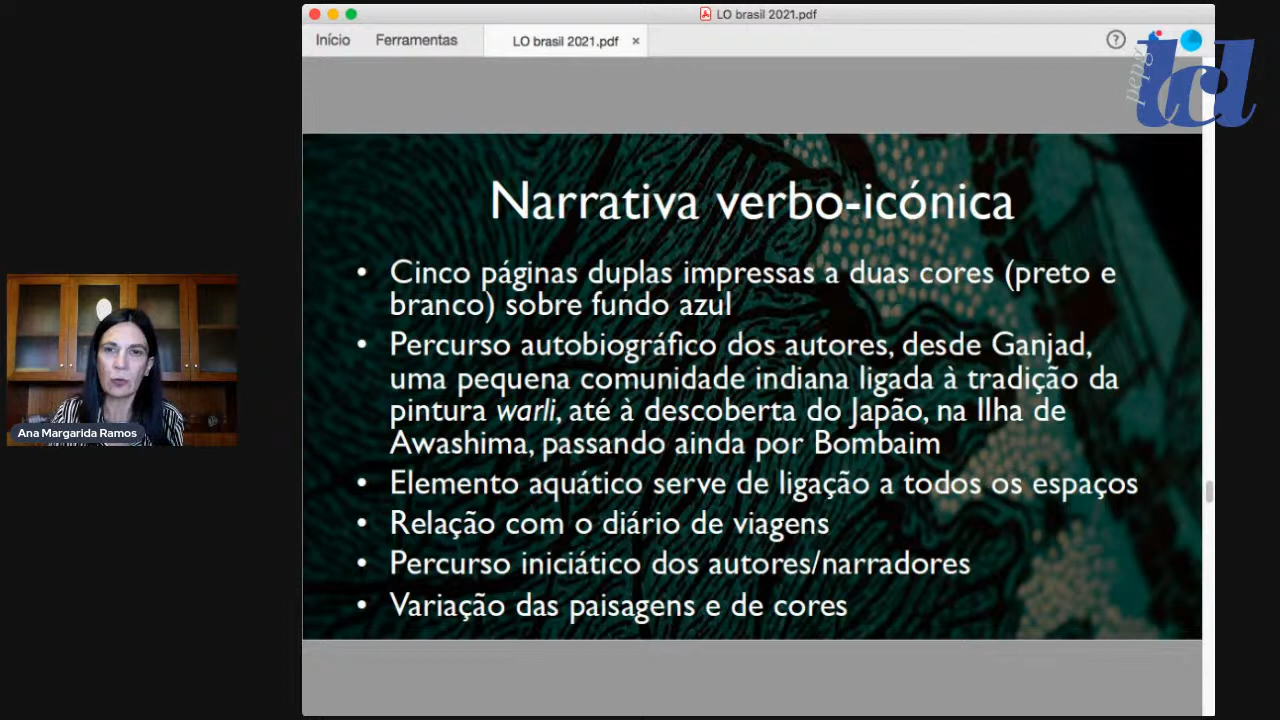 LO brasil 2021.pdf
Início Ferramentas LO brasil 2021.pdf ×
?
pepg
lcl
Narrativa verbo-icónica
• Cinco páginas duplas impressas a duas cores (preto e
branco) sobre fundo azul
• Percurso autobiográfico dos autores, desde Ganjad,
uma pequena comunidade indiana ligada à tradição da
pintura warli, até à descoberta do Japão, na Ilha de
Awashima, passando ainda por Bombaim
• Elemento aquático serve de ligação a todos os espaços
• Relação com o diário de viagens
• Percurso iniciático dos autores/narradores
• Variação das paisagens e de cores
Ana Margarida Ramos